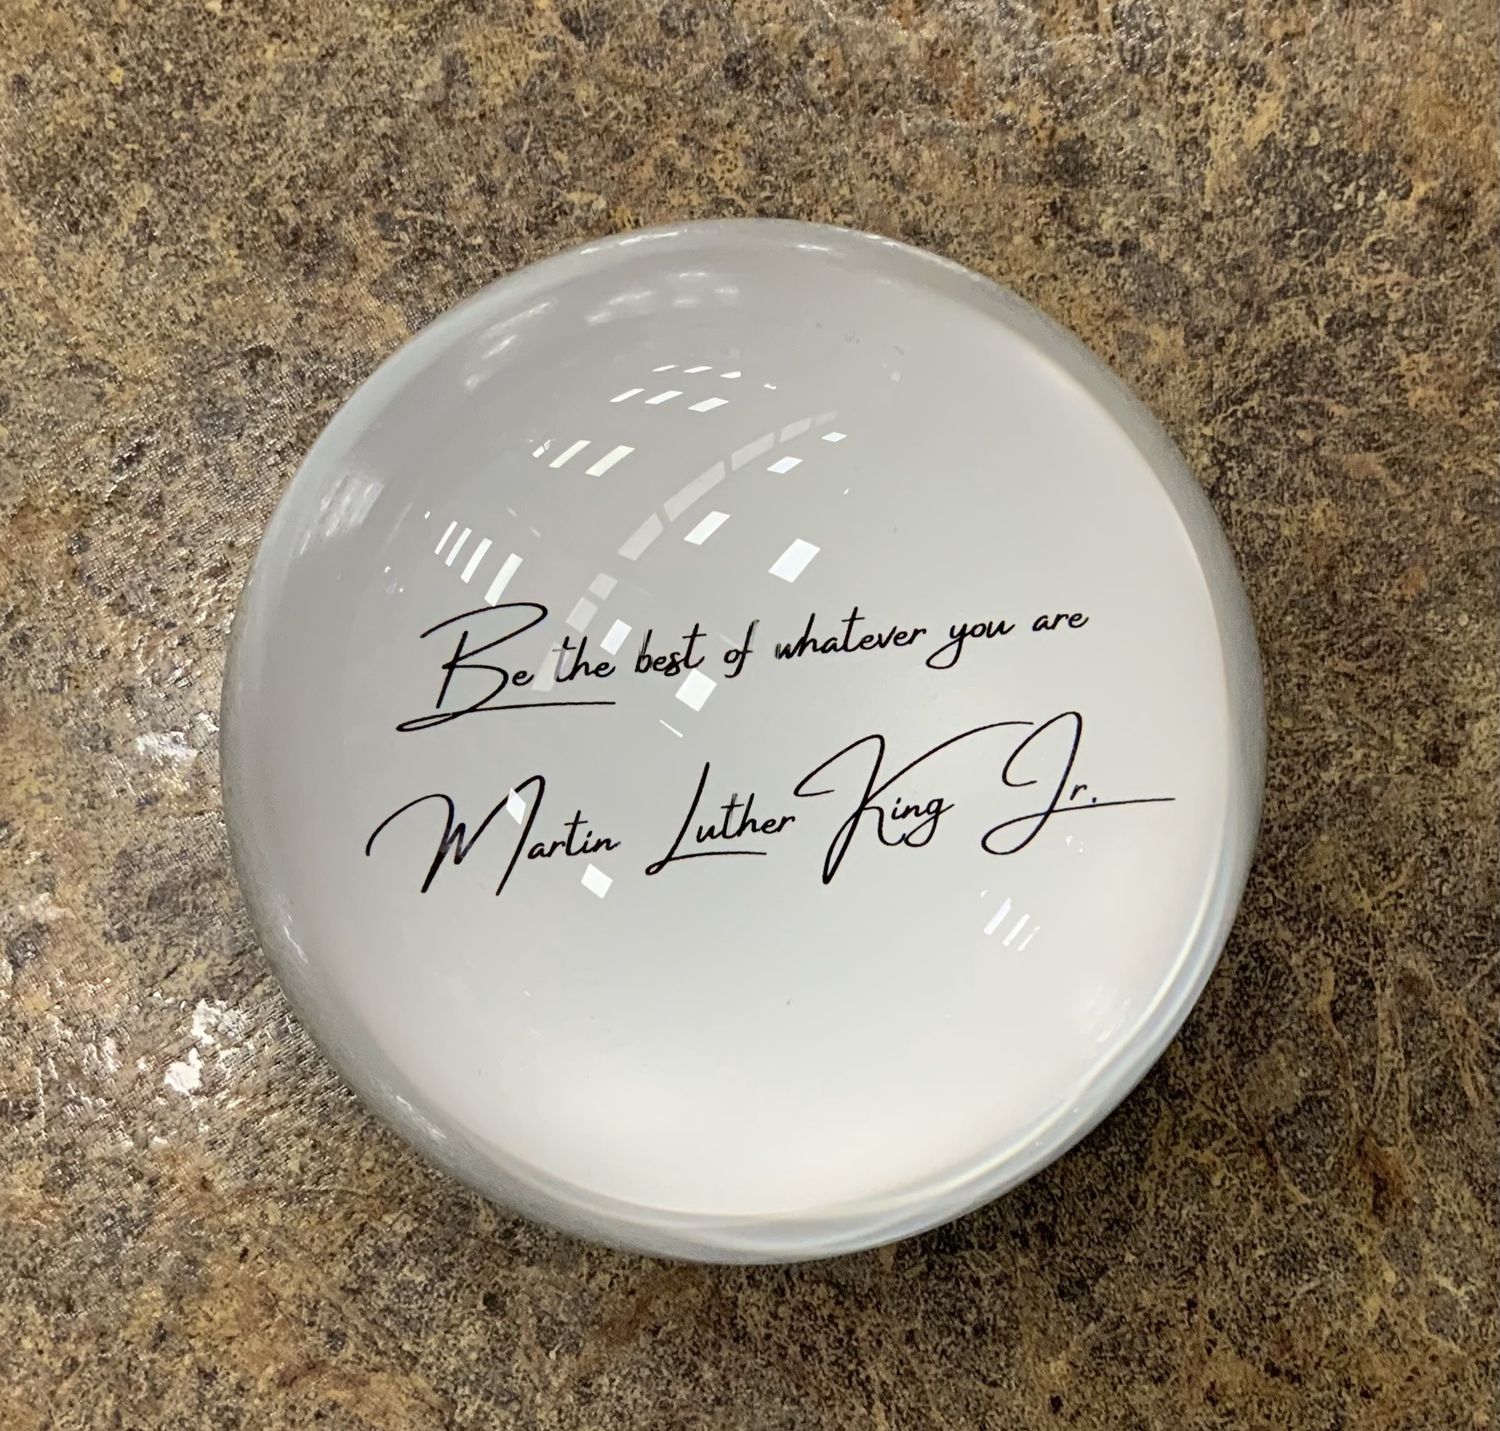 Be the best of whatever you are
Martin Luther King Jr.